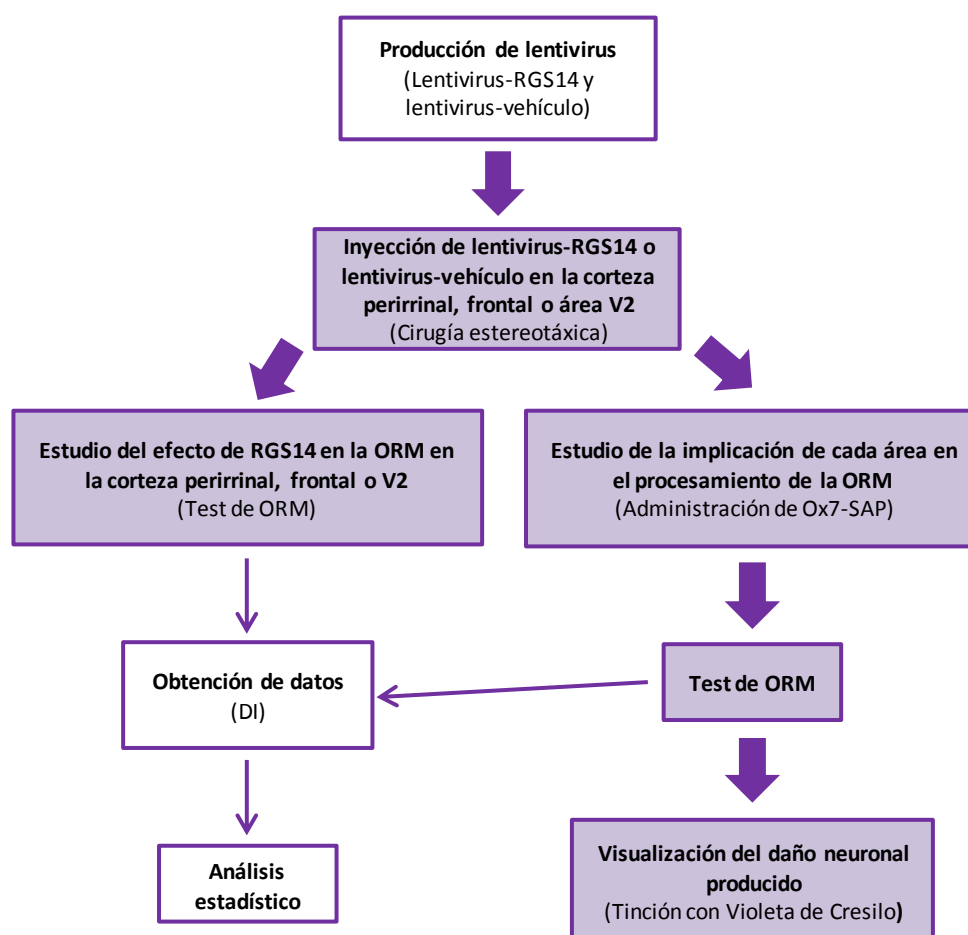 Producción de lentivirus
(Lentivirus-RGS14 y
lentivirus-vehículo)
Inyección de lentivirus-RGS14 o
lentivirus-vehículo en la corteza
perirrinal, frontal o área V2
(Cirugía estereotáxica)
Estudio del efecto de RGS14 en la ORM en
la corteza perirrinal, frontal o V2
(Test de ORM)
Estudio de la implicación de cada área en
el procesamiento de la ORM
(Administración de Ox7-SAP)
Obtención de datos
(DI)
Test de ORM
Análisis
estadístico
Visualización del daño neuronal
producido
(Tinción con Violeta de Cresilo)